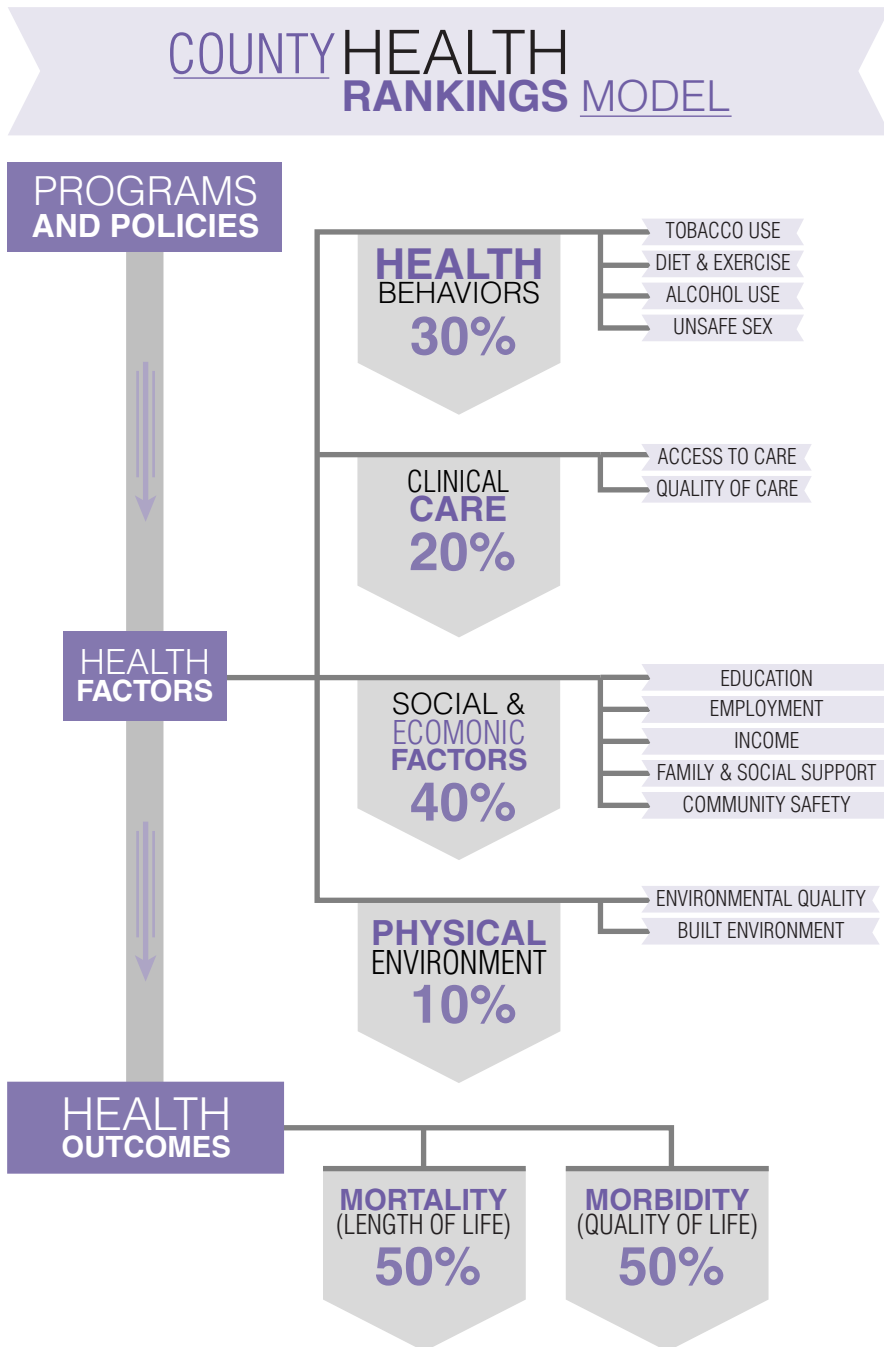 COUNTY HEALTH
RANKINGS MODEL
PROGRAMS
AND POLICIES
HEALTH
BEHAVIORS
30%
TOBACCO USE
DIET & EXERCISE
ALCOHOL USE
UNSAFE SEX
CLINICAL
CARE
20%
ACCESS TO CARE
QUALITY OF CARE
HEALTH
FACTORS
SOCIAL &
ECOMONIC
FACTORS
40%
EDUCATION
EMPLOYMENT
INCOME
FAMILY & SOCIAL SUPPORT
COMMUNITY SAFETY
PHYSICAL
ENVIRONMENT
10%
ENVIRONMENTAL QUALITY
BUILT ENVIRONMENT
HEALTH
OUTCOMES
MORTALITY
(LENGTH OF LIFE)
50%
MORBIDITY
(QUALITY OF LIFE)
50%